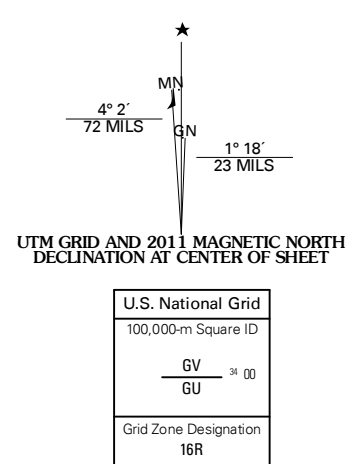 ★
MN
GN
4° 2´
72 MILS
1° 18´
23 MILS
UTM GRID AND 2011 MAGNETIC NORTH
DECLINATION AT CENTER OF SHEET
U.S. National Grid
100,000-m Square ID
GV
34 00
GU
Grid Zone Designation
16R